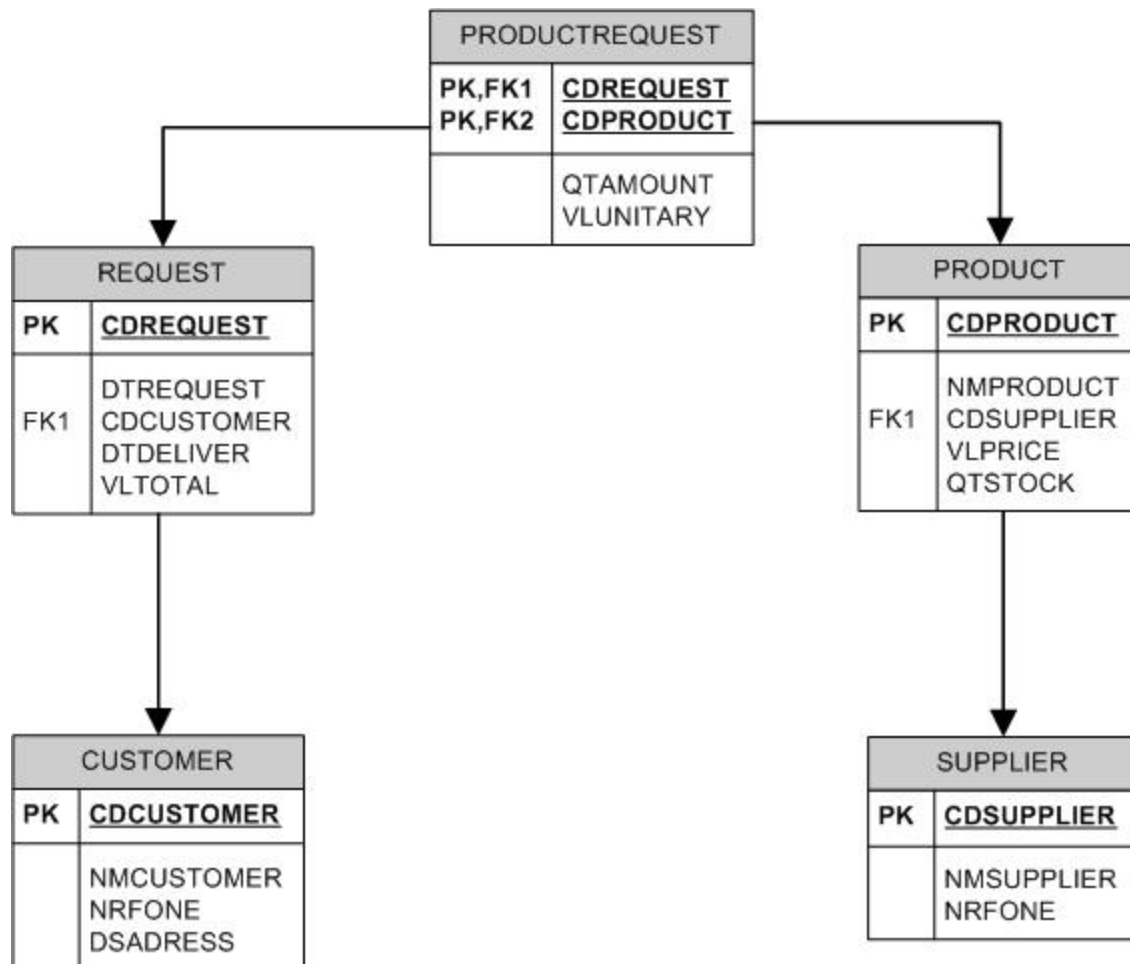 PRODUCTREQUEST
PK,FK1 CDREQUEST
PK,FK2 CDPRODUCT
QTAMOUNT
VLUNITARY
REQUEST
PK CDREQUEST
DTREQUEST
FK1 CDCUSTOMER
DTDELIVER
VLTOTAL
PRODUCT
PK CDPRODUCT
NMPRODUCT
FK1 CDSUPPLIER
VLPRICE
QTSTOCK
CUSTOMER
PK CDCUSTOMER
NMCUSTOMER
NRFONE
DSADRESS
SUPPLIER
PK CDSUPPLIER
NMSUPPLIER
NRFONE